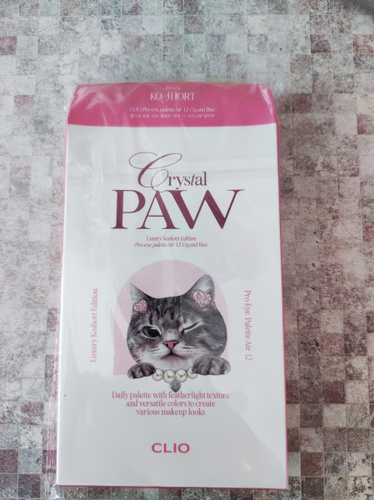 KOSHORT
CLIO Pro eye palette Air 12 Crystal Paw
Crystal
PAW
Luxury Koshort Edition
Pro eye palette Air 12 Crystal Paw
Luxury Koshort Edition
Pro Eye Palette Air 12
Daily palette with featherlight texture
and versatile colors to create
various makeup looks
CLIO